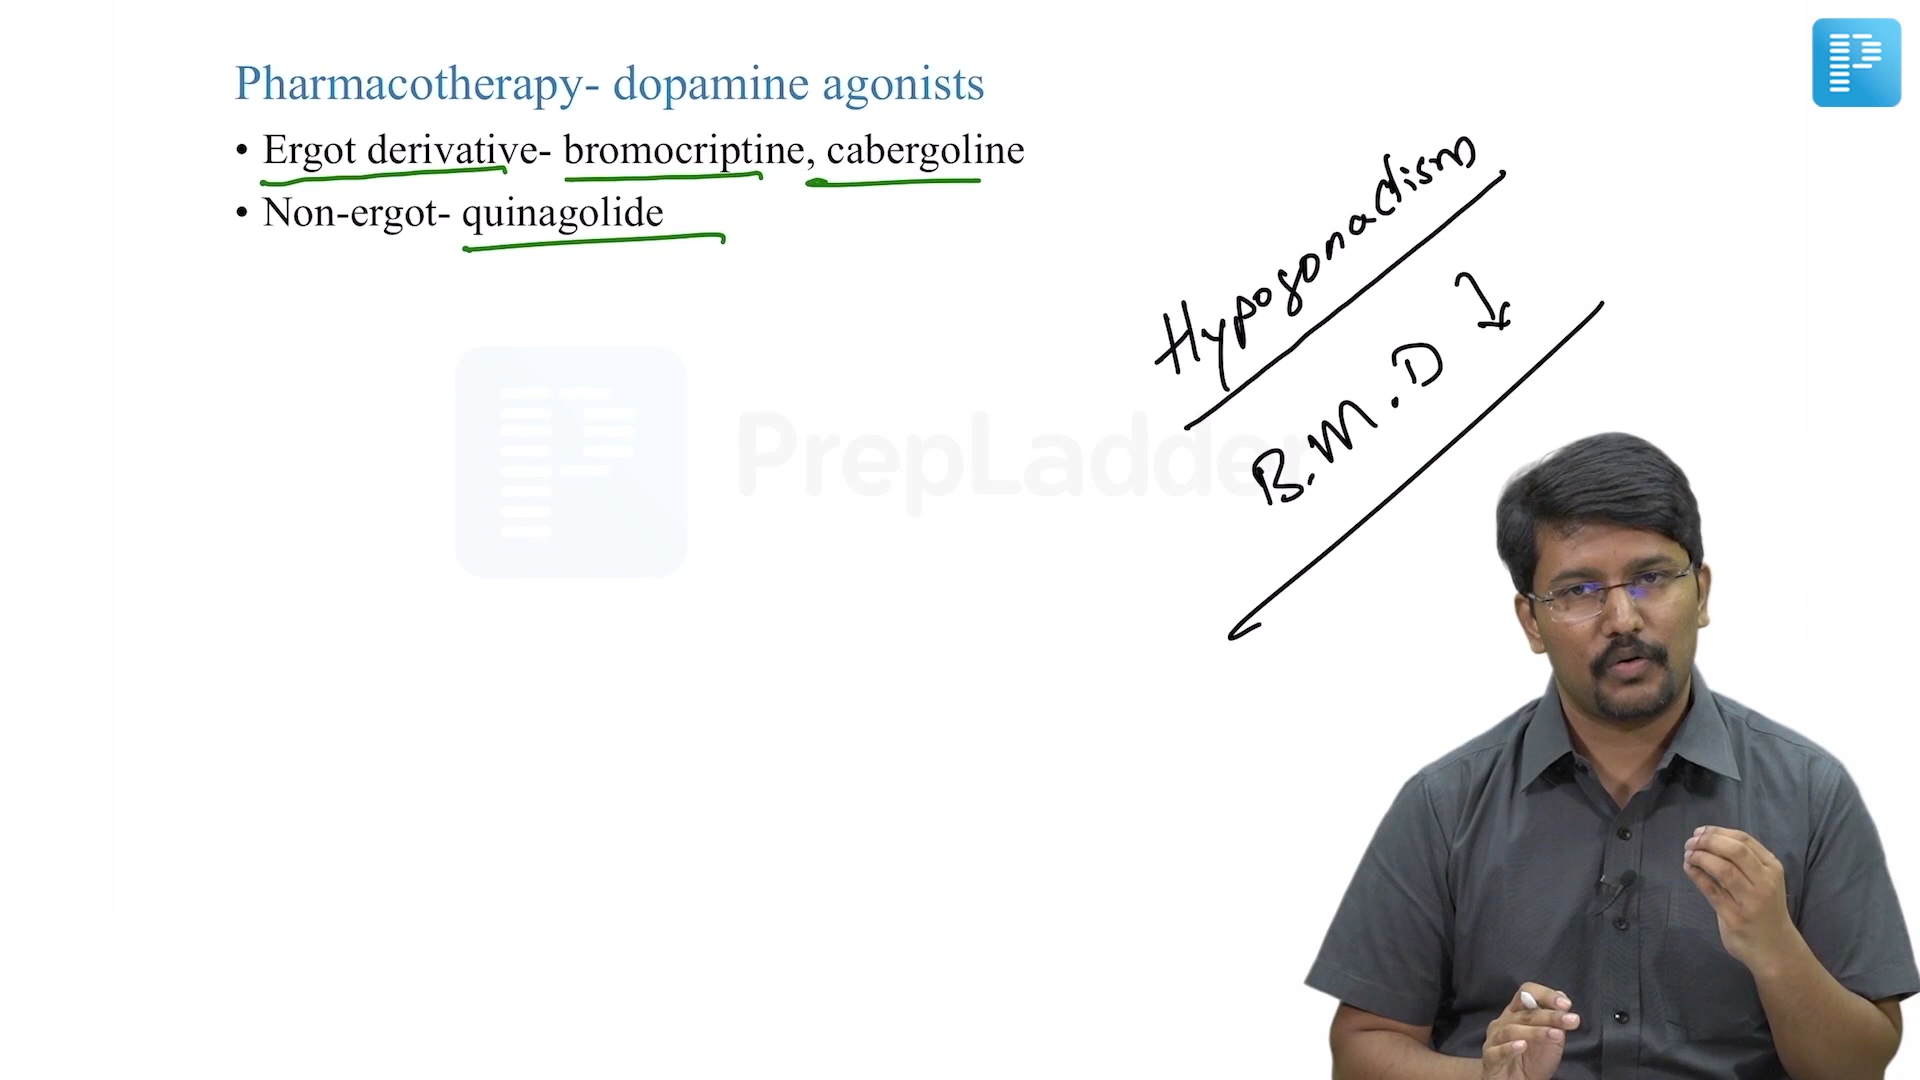 Pharmacotherapy- dopamine agonists
• Ergot derivative- bromocriptine, cabergoline
• Non-ergot- quinagolide
Hypogonadism
B.M.D ↓
PrepLadder